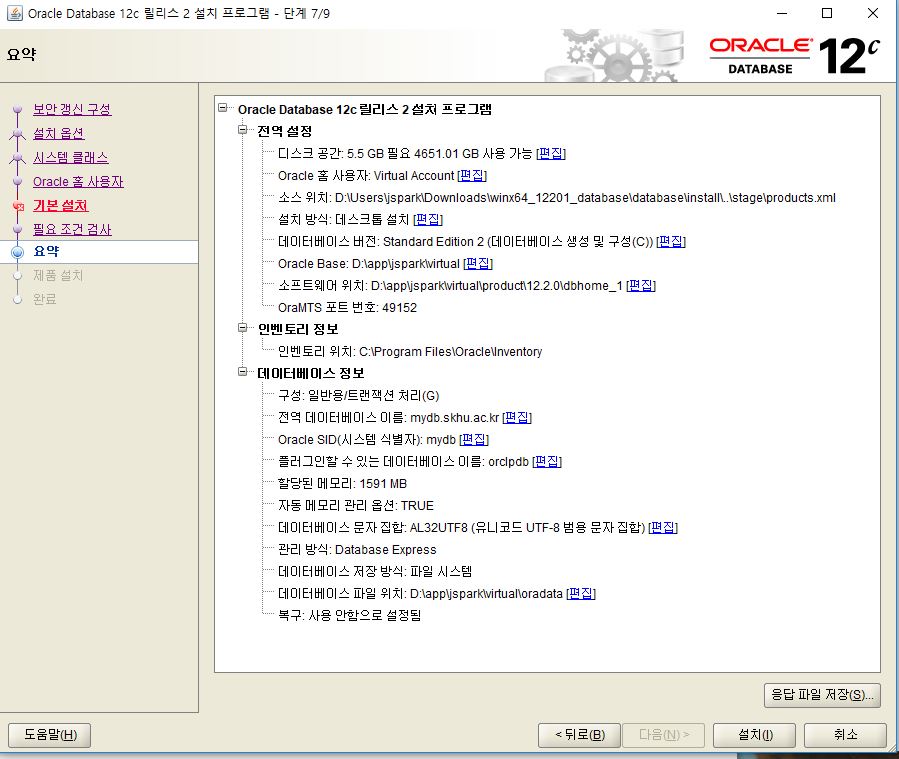 Oracle Database 12c 릴리스 2 설치 프로그램 - 단계 7/9
요약
ORACLE
DATABASE
12c
보안 갱신 구성
설치 옵션
시스템 클래스
Oracle 홈 사용자
기본 설치
필요 조건 검사
요약
제품 설치
완료
Oracle Database 12c 릴리스 2 설치 프로그램
전역 설정
디스크 공간: 5.5 GB 필요 4651.01 GB 사용 가능 [편집]
Oracle 홈 사용자: Virtual Account [편집]
소스 위치: D:\Users\jspark\Downloads\winx64_12201_database\database\install\..\stage\products.xml
설치 방식: 데스크톱 설치 [편집]
데이터베이스 버전: Standard Edition 2 (데이터베이스 생성 및 구성(C)) [편집]
Oracle Base: D:\app\jspark\virtual [편집]
소프트웨어 위치: D:\app\jspark\virtual\product\12.2.0\dbhome_1 [편집]
OraMTS 포트 번호: 49152
인벤토리 정보
인벤토리 위치: C:\Program Files\Oracle\Inventory
데이터베이스 정보
구성: 일반용/트랜잭션 처리(G)
전역 데이터베이스 이름: mydb.skhu.ac.kr [편집]
Oracle SID(시스템 식별자): mydb [편집]
플러그인할 수 있는 데이터베이스 이름: orclpdb [편집]
할당된 메모리: 1591 MB
자동 메모리 관리 옵션: TRUE
데이터베이스 문자 집합: AL32UTF8 (유니코드 UTF-8 범용 문자 집합) [편집]
관리 방식: Database Express
데이터베이스 저장 방식: 파일 시스템
데이터베이스 파일 위치: D:\app\jspark\virtual\oradata [편집]
복구: 사용 안함으로 설정됨
응답 파일 저장(S)...
도움말(H)
< 뒤로(B)
다음(N) >
설치(I)
취소